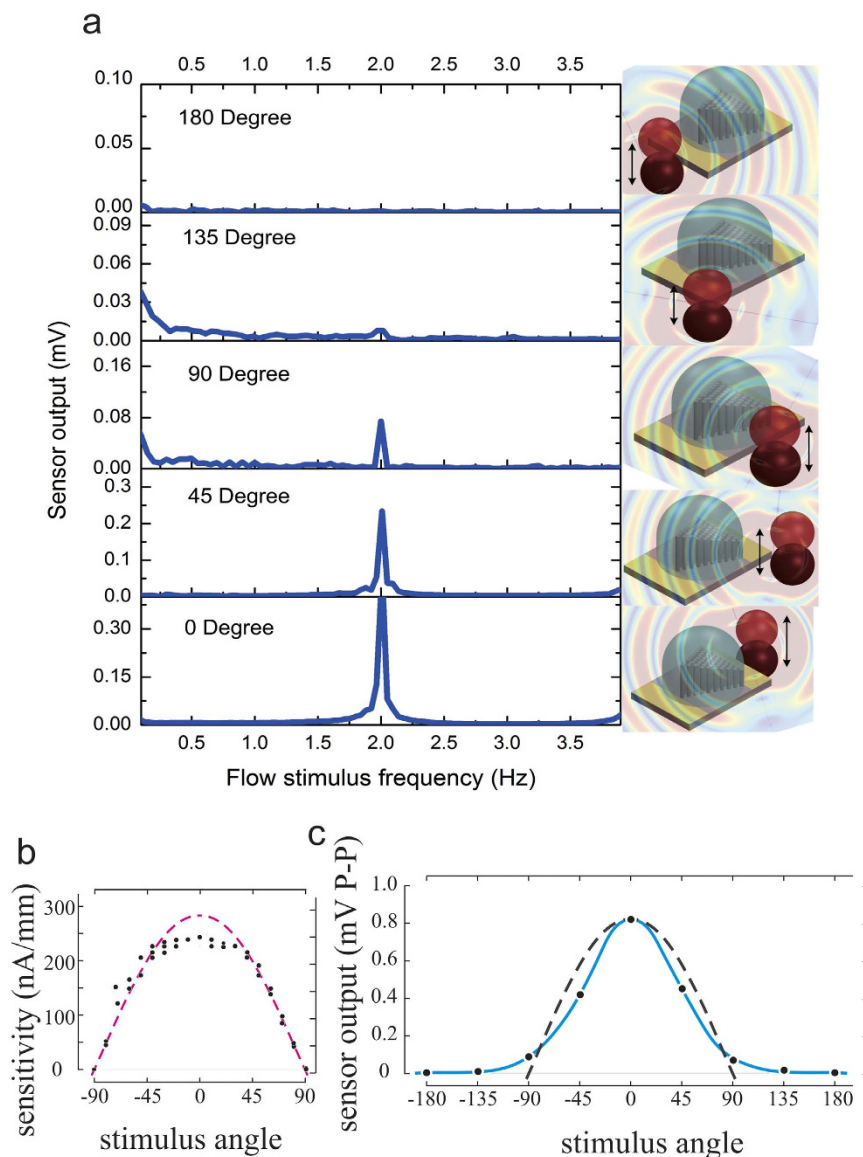 a
0.5 1.0 1.5 2.0 2.5 3.0 3.5
0.10
180 Degree
0.05
0.00
0.09
135 Degree
0.06
0.03
0.00
0.16
90 Degree
0.08
0.00
0.3
45 Degree
0.2
0.1
0.0
0 Degree
0.30
0.15
0.00
Sensor output (mV)
0.5 1.0 1.5 2.0 2.5 3.0 3.5
Flow stimulus frequency (Hz)
b
sensitivity (nA/mm)
300
200
100
0
-90 -45 0 45 90
stimulus angle
c
sensor output (mV P-P)
1.0
0.8
0.6
0.4
0.2
0
-180 -135 -90 -45 0 45 90 135 180
stimulus angle